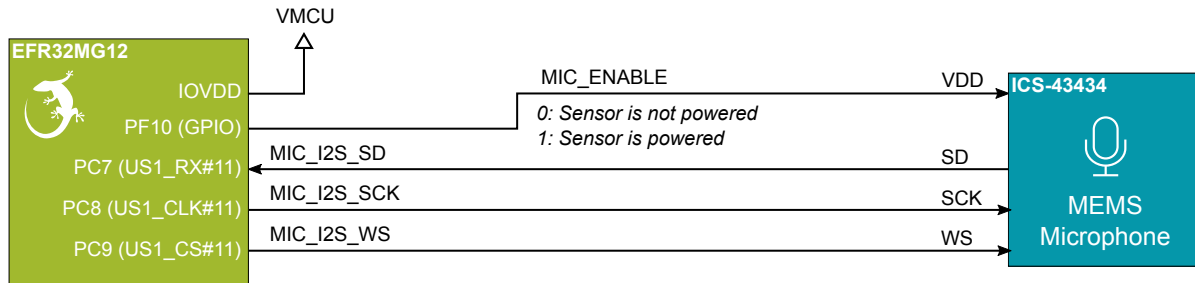 VMCU
EFR32MG12
IOVDD
PF10 (GPIO)
PC7 (US1_RX#11)
PC8 (US1_CLK#11)
PC9 (US1_CS#11)
MIC_ENABLE
0: Sensor is not powered
1: Sensor is powered
MIC_I2S_SD
MIC_I2S_SCK
MIC_I2S_WS
VDD
SD
SCK
WS
ICS-43434
MEMS
Microphone